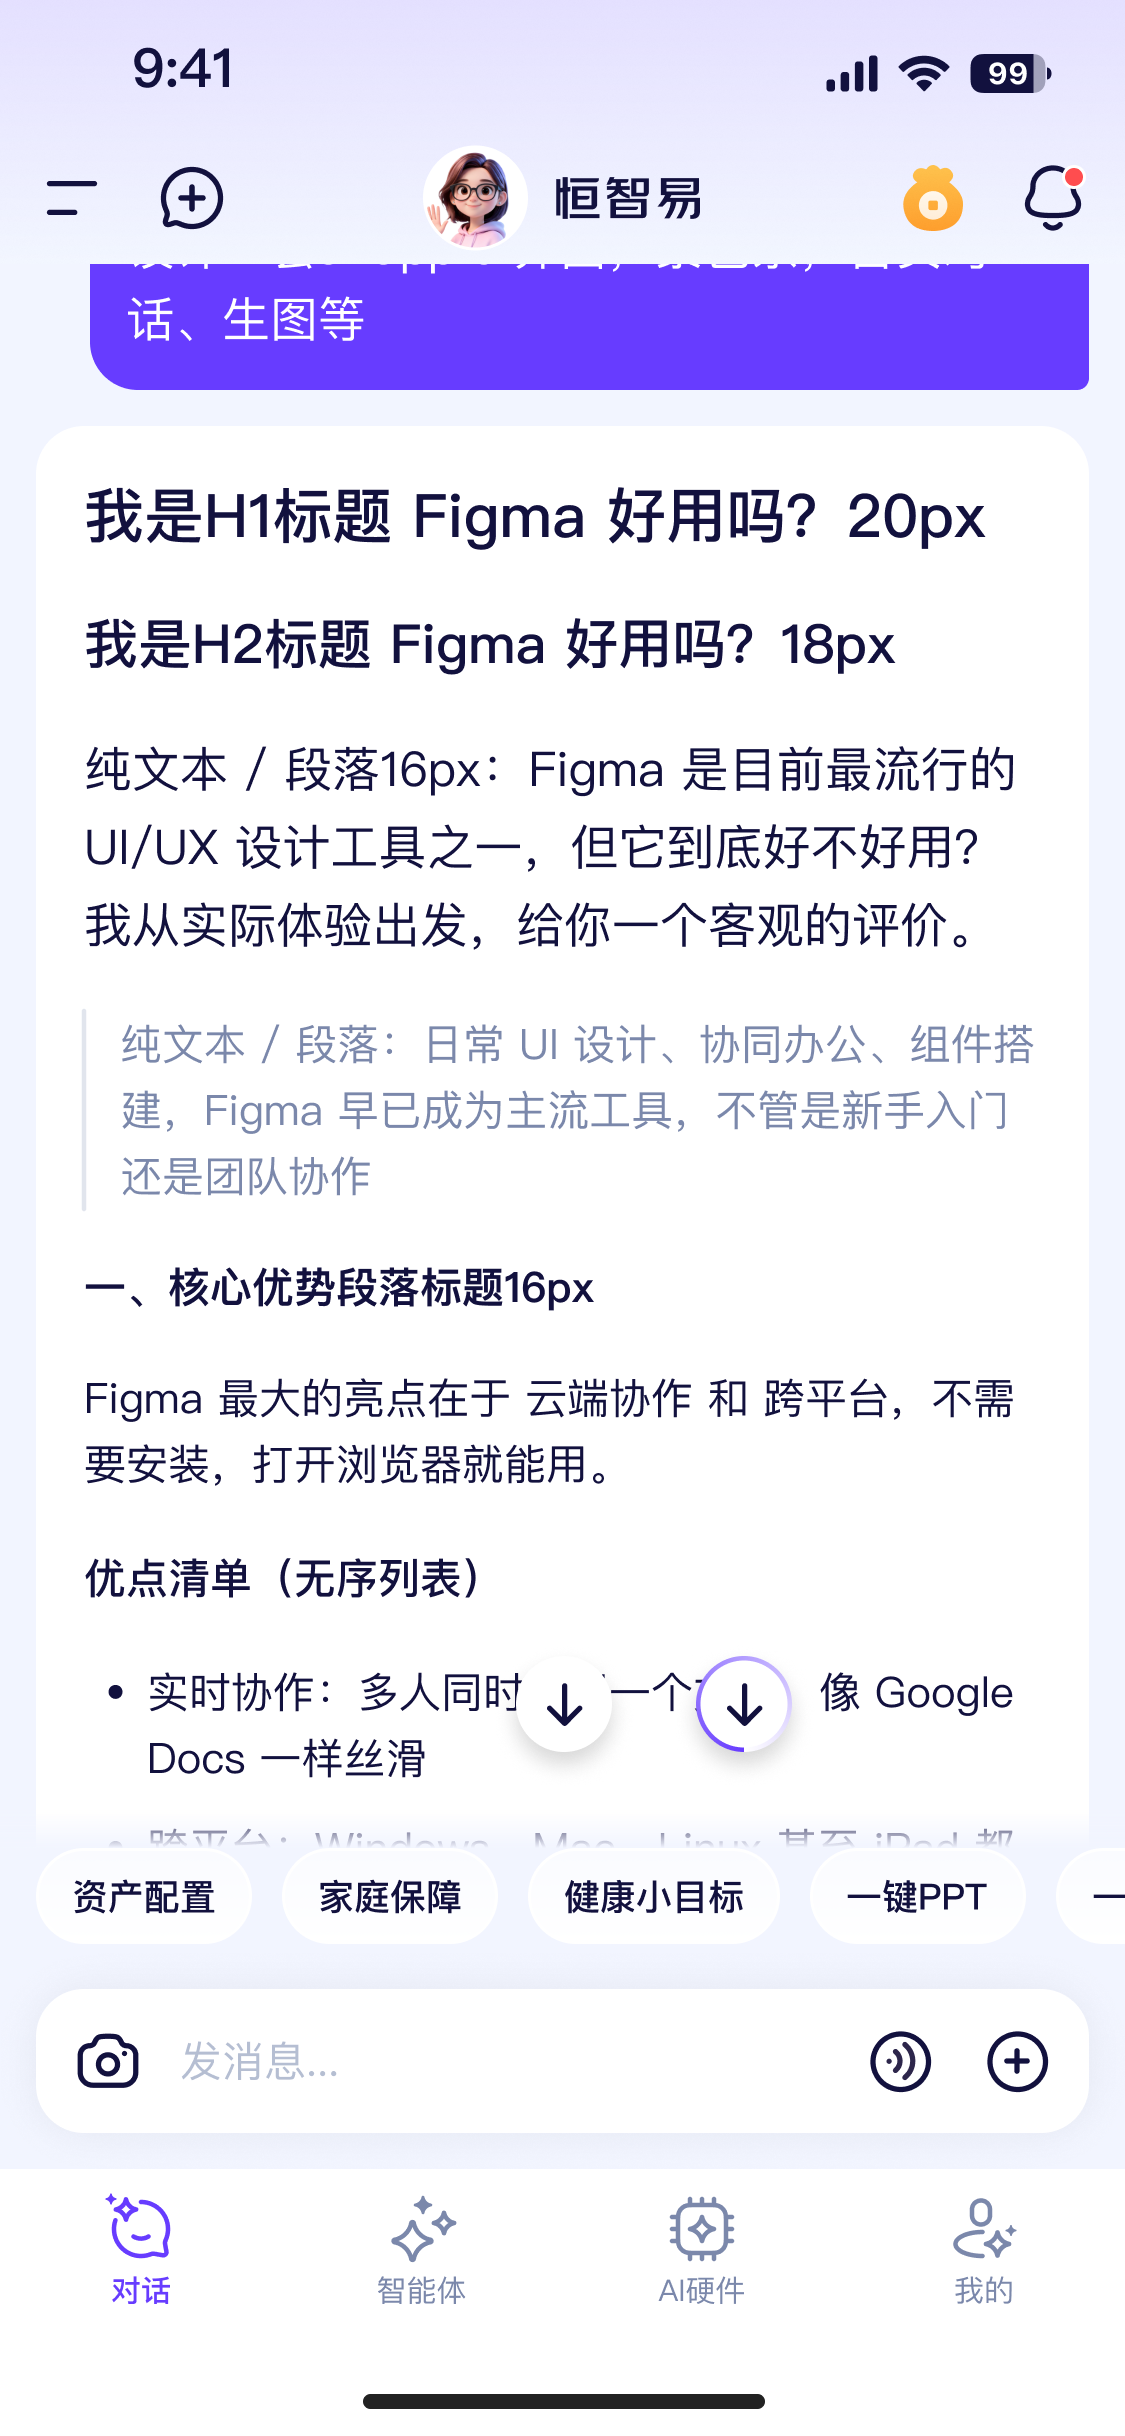 9:41
99
恒智易
话、生图等
我是H1标题 Figma 好用吗？20px
我是H2标题 Figma 好用吗？18px
纯文本 / 段落16px：Figma 是目前最流行的
UI/UX 设计工具之一，但它到底好不好用？
我从实际体验出发，给你一个客观的评价。
纯文本 / 段落：日常 UI 设计、协同办公、组件搭
建，Figma 早已成为主流工具，不管是新手入门
还是团队协作
一、核心优势段落标题16px
Figma 最大的亮点在于 云端协作 和 跨平台，不需
要安装，打开浏览器就能用。
优点清单（无序列表）
• 实时协作：多人同时 一个 像 Google
Docs 一样丝滑
• 跨平台：Windows、Mac、Linux 甚至 iPad 都
资产配置
家庭保障
健康小目标
一键PPT
发消息...
对话
智能体
AI硬件
我的